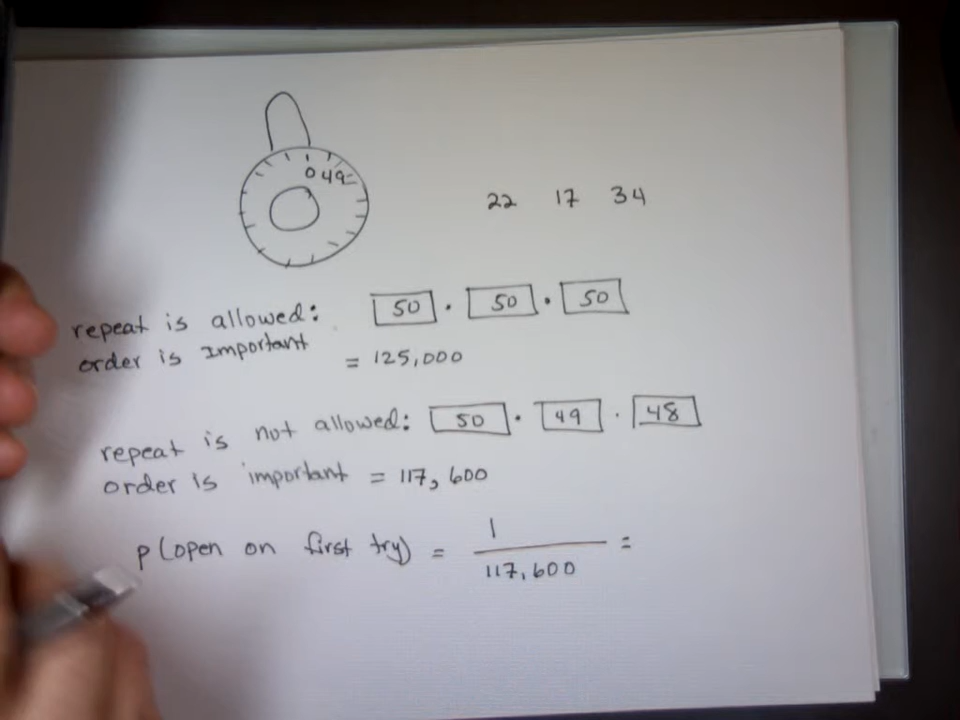 0 49
22 17 34
repeat is allowed: 50 · 50 · 50
order is important = 125,000
repeat is not allowed: 50 · 49 · 48
order is important = 117,600
P(open on first try) = 1 / 117,600 =